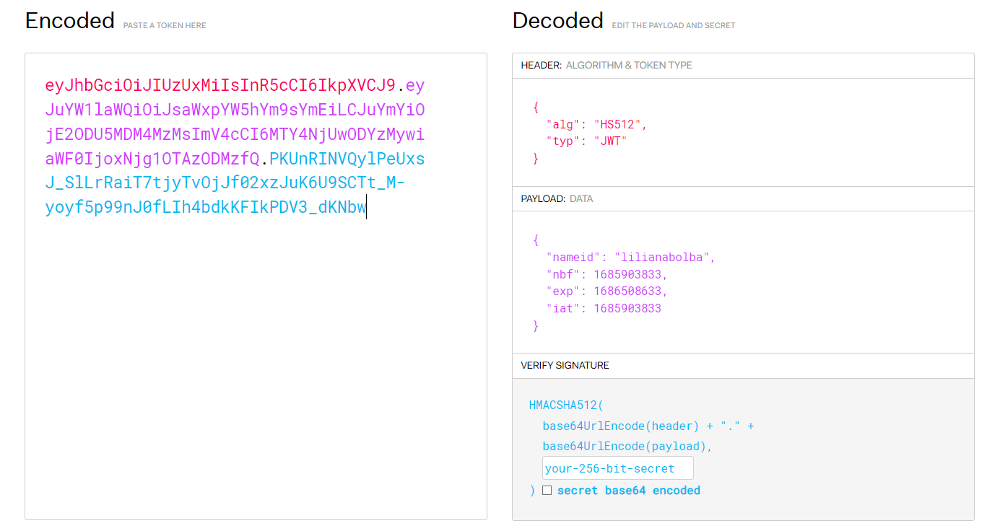 Encoded PASTE A TOKEN HERE
eyJhbGciOiJIUzUxMiIsInR5cCI6IkpXVCJ9.ey
JuYW1laWQiOiJsaWxpYW5hYm9sYmEiLCJuYmYiO
jE2ODU5MDM4MzMsImV4cCI6MTY4NjUwODYzMywi
aWF0IjoxNjg1OTAzODMzfQ.PKUnRINVQylPeUxs
J_SlLrRaiT7tjyTvOjJf02xzJuK6U9SCTt_M-
yoyf5p99nJ0fLIh4bdkKFIkPDV3_dKNbw
Decoded EDIT THE PAYLOAD AND SECRET
HEADER: ALGORITHM & TOKEN TYPE
{
  "alg": "HS512",
  "typ": "JWT"
}
PAYLOAD: DATA
{
  "nameid": "lilianabolba",
  "nbf": 1685903833,
  "exp": 1686508633,
  "iat": 1685903833
}
VERIFY SIGNATURE
HMACSHA512(
  base64UrlEncode(header) + "." +
  base64UrlEncode(payload),
  your-256-bit-secret
) secret base64 encoded